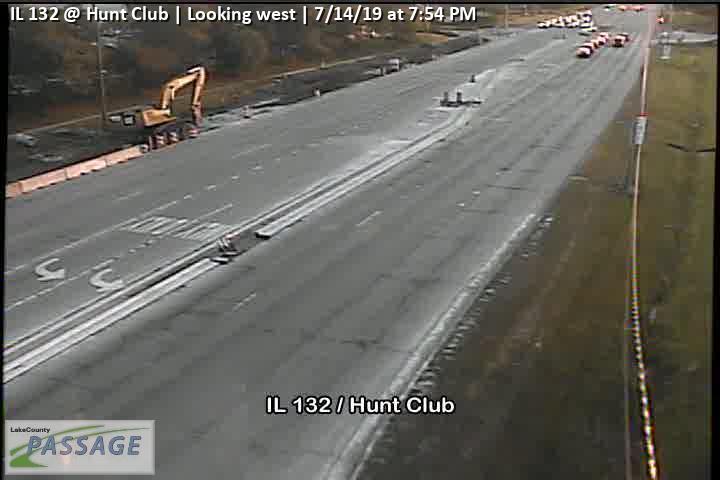 IL 132 @ Hunt Club | Looking west | 7/14/19 at 7:54 PM
IL 132 / Hunt Club
LakeCounty
PASSAGE